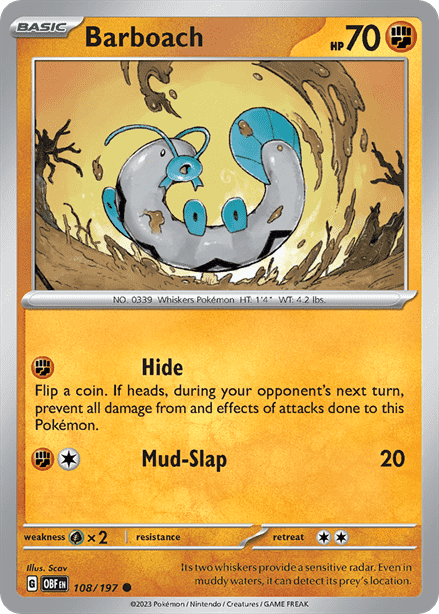 BASIC
Barboach
HP 70
NO. 0339 Whiskers Pokémon HT: 1'4" WT: 4.2 lbs.
Hide
Flip a coin. If heads, during your opponent's next turn,
prevent all damage from and effects of attacks done to this
Pokémon.
Mud-Slap 20
weakness ×2 resistance retreat
Illus. Scav
G OBF EN 108/197
Its two whiskers provide a sensitive radar. Even in
muddy waters, it can detect its prey's location.
©2023 Pokémon / Nintendo / Creatures / GAME FREAK